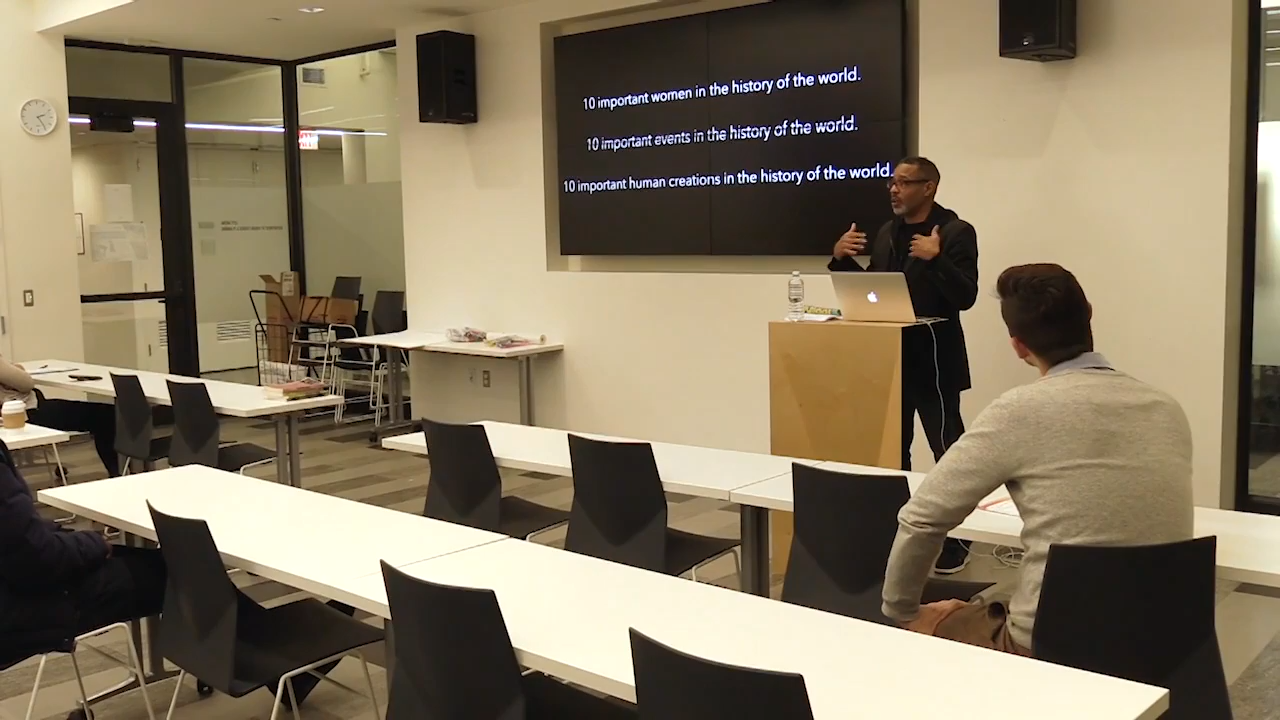 10 important women in the history of the world.
10 important events in the history of the world.
10 important human creations in the history of the world.